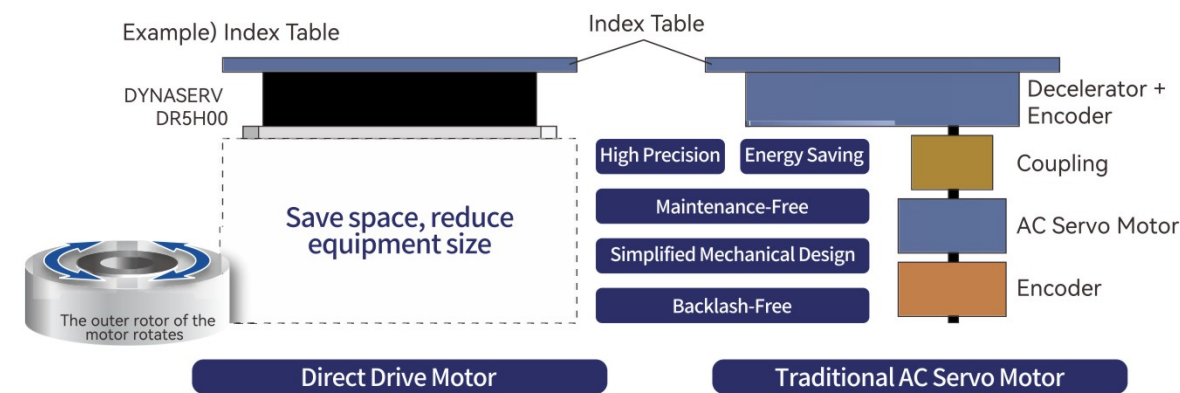 Example) Index Table
Index Table
DYNASERV
DR5H00
Decelerator +
Encoder
High Precision
Energy Saving
Coupling
Maintenance-Free
Save space, reduce
equipment size
AC Servo Motor
Simplified Mechanical Design
Encoder
Backlash-Free
The outer rotor of the
motor rotates
Direct Drive Motor
Traditional AC Servo Motor